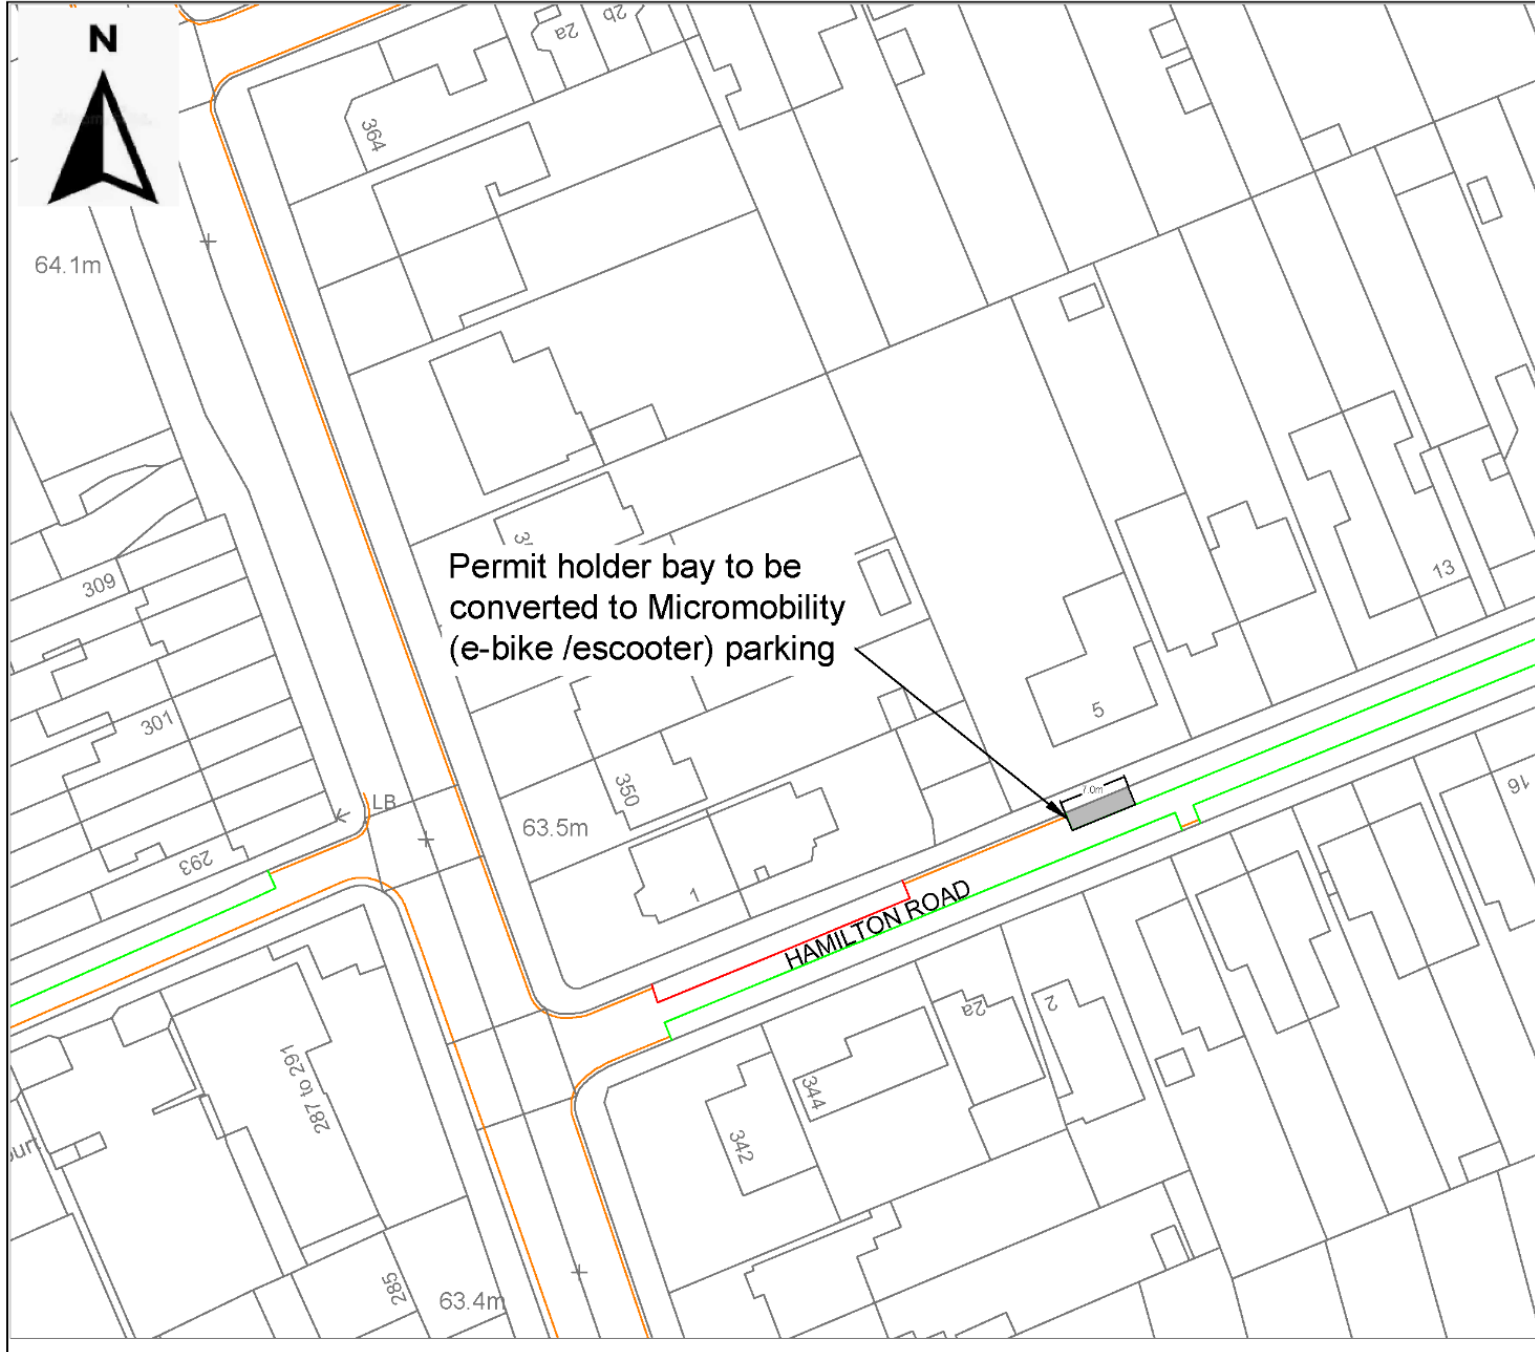 N
2a
2b
364
64.1m
309
301
Permit holder bay to be
converted to Micromobility
(e-bike /escooter) parking
13
5
7.0m
16
350
LB
63.5m
293
1
HAMILTON ROAD
2a
2
344
342
287 to 291
285
63.4m